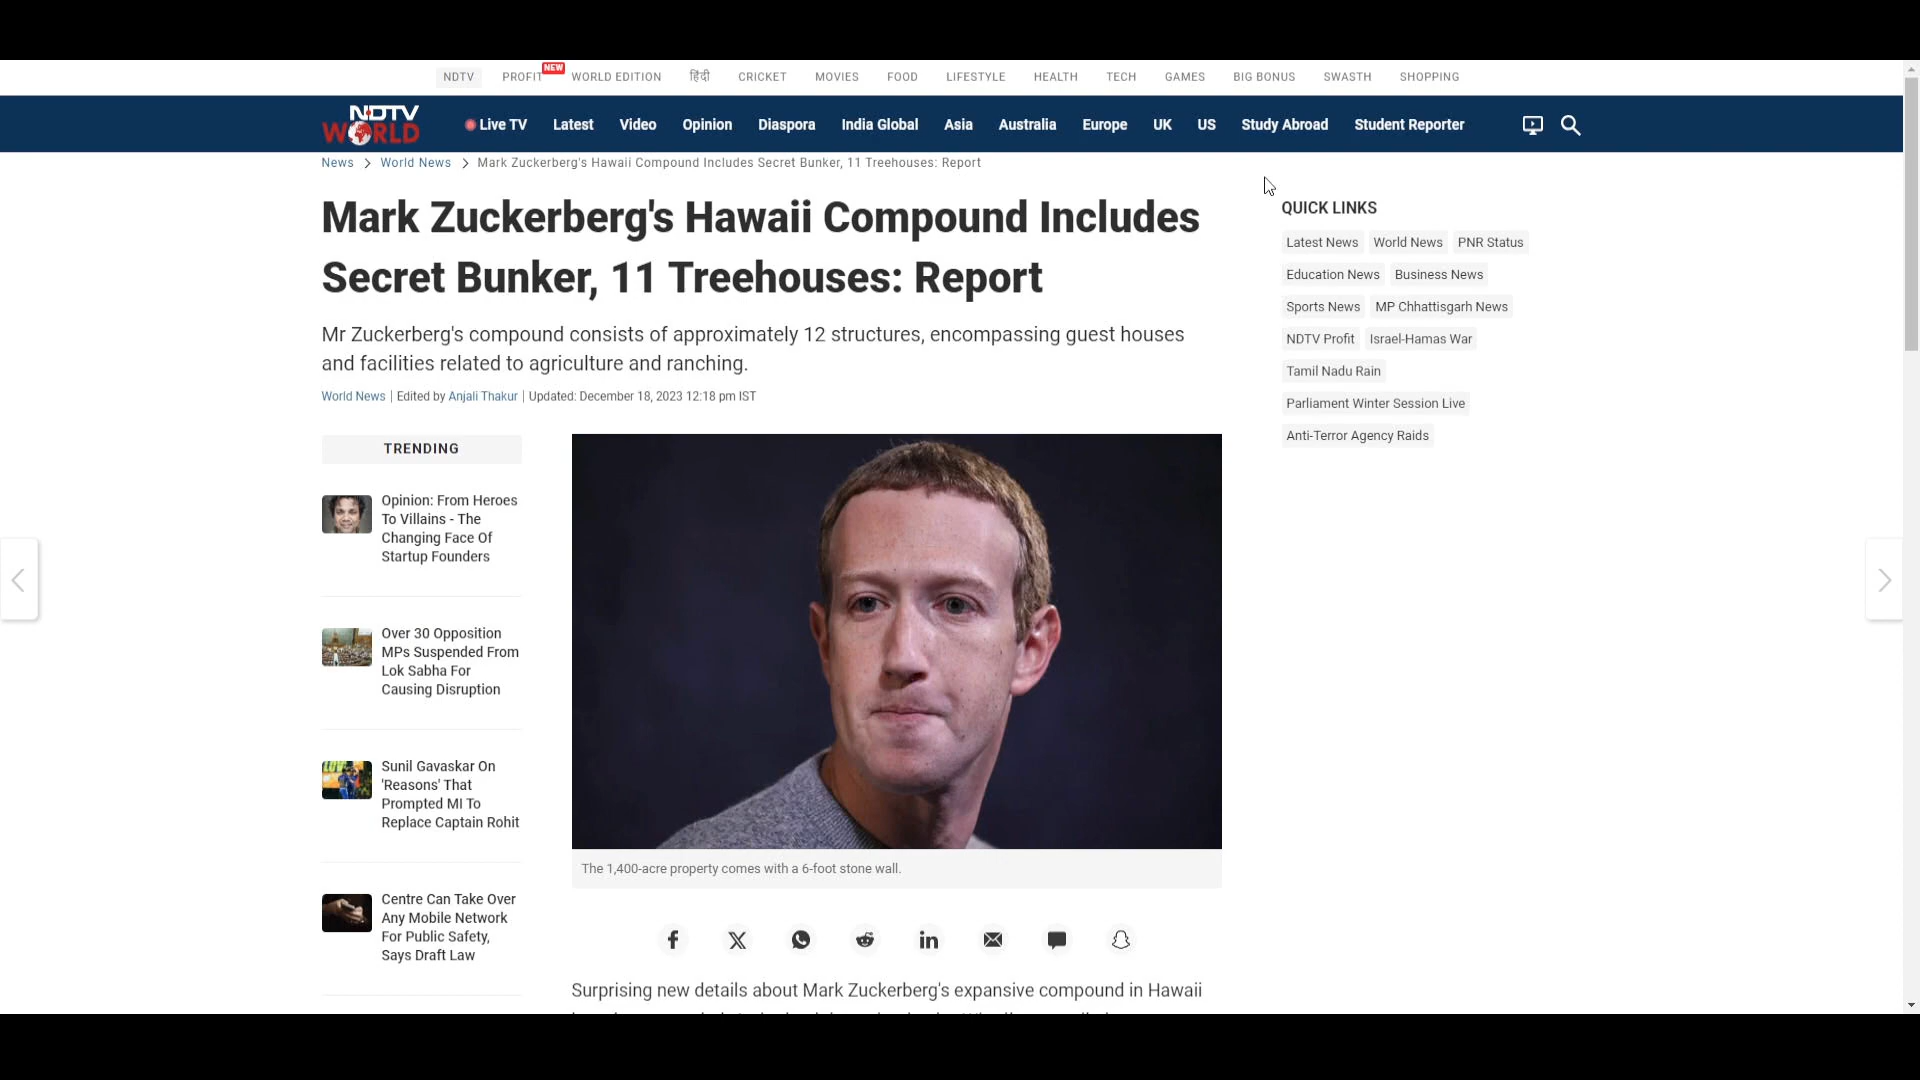 NDTV
PROFIT
NEW
WORLD EDITION
हिंदी
CRICKET
MOVIES
FOOD
LIFESTYLE
HEALTH
TECH
GAMES
BIG BONUS
SWASTH
SHOPPING
NDTV
WORLD
Live TV
Latest
Video
Opinion
Diaspora
India Global
Asia
Australia
Europe
UK
US
Study Abroad
Student Reporter
News > World News > Mark Zuckerberg's Hawaii Compound Includes Secret Bunker, 11 Treehouses: Report
Mark Zuckerberg's Hawaii Compound Includes
Secret Bunker, 11 Treehouses: Report
Mr Zuckerberg's compound consists of approximately 12 structures, encompassing guest houses
and facilities related to agriculture and ranching.
World News | Edited by Anjali Thakur | Updated: December 18, 2023 12:18 pm IST
TRENDING
Opinion: From Heroes
To Villains - The
Changing Face Of
Startup Founders
Over 30 Opposition
MPs Suspended From
Lok Sabha For
Causing Disruption
Sunil Gavaskar On
'Reasons' That
Prompted MI To
Replace Captain Rohit
Centre Can Take Over
Any Mobile Network
For Public Safety,
Says Draft Law
The 1,400-acre property comes with a 6-foot stone wall.
Surprising new details about Mark Zuckerberg's expansive compound in Hawaii
QUICK LINKS
Latest News
World News
PNR Status
Education News
Business News
Sports News
MP Chhattisgarh News
NDTV Profit
Israel-Hamas War
Tamil Nadu Rain
Parliament Winter Session Live
Anti-Terror Agency Raids